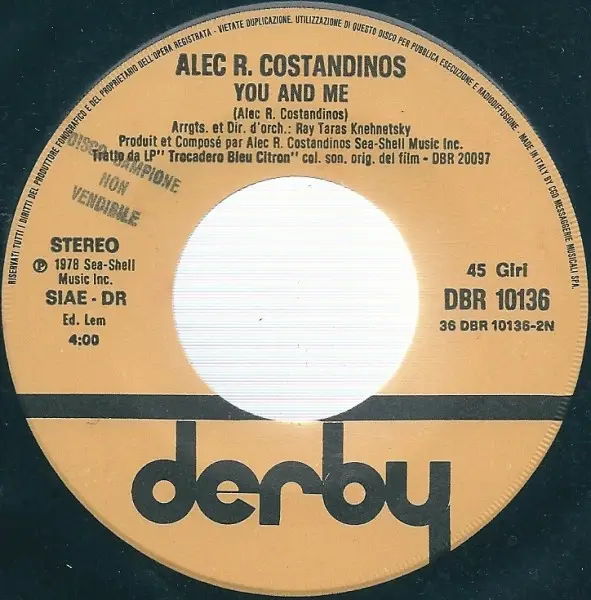 RISERVATI TUTTI I DIRITTI DEL PRODUTTORE FONOGRAFICO E DEL PROPRIETARIO DELL'OPERA REGISTRATA - VIETATE DUPLICAZIONE, UTILIZZAZIONE DI QUESTO DISCO PER PUBBLICA ESECUZIONE E RADIODIFFUSIONE. - MADE IN ITALY BY CGD MESSAGGERIE MUSICALI SPA.
ALEC R. COSTANDINOS
YOU AND ME
(Alec R. Costandinos)
Arrgts. et Dir. d'orch.: Ray Taras Knehnetsky
Produit et Composé par Alec R. Costandinos Sea-Shell Music Inc.
Tratto da LP'' Trocadero Bleu Citron'' col. son. orig. del film - DBR 20097
DISCO CAMPIONE
NON
VENDIBILE
STEREO
℗ 1978 Sea-Shell
Music Inc.
SIAE - DR
Ed. Lem
4:00
45 Giri
DBR 10136
36 DBR 10136-2N
derby